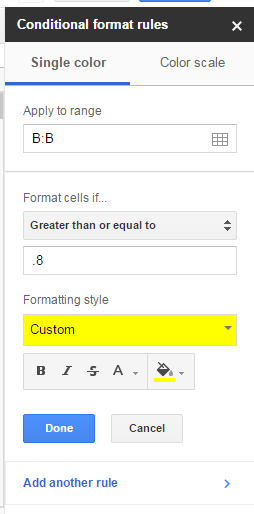 Conditional format rules ×
Single color Color scale
Apply to range
B:B
Format cells if...
Greater than or equal to
.8
Formatting style
Custom
B I S A
Done Cancel
Add another rule